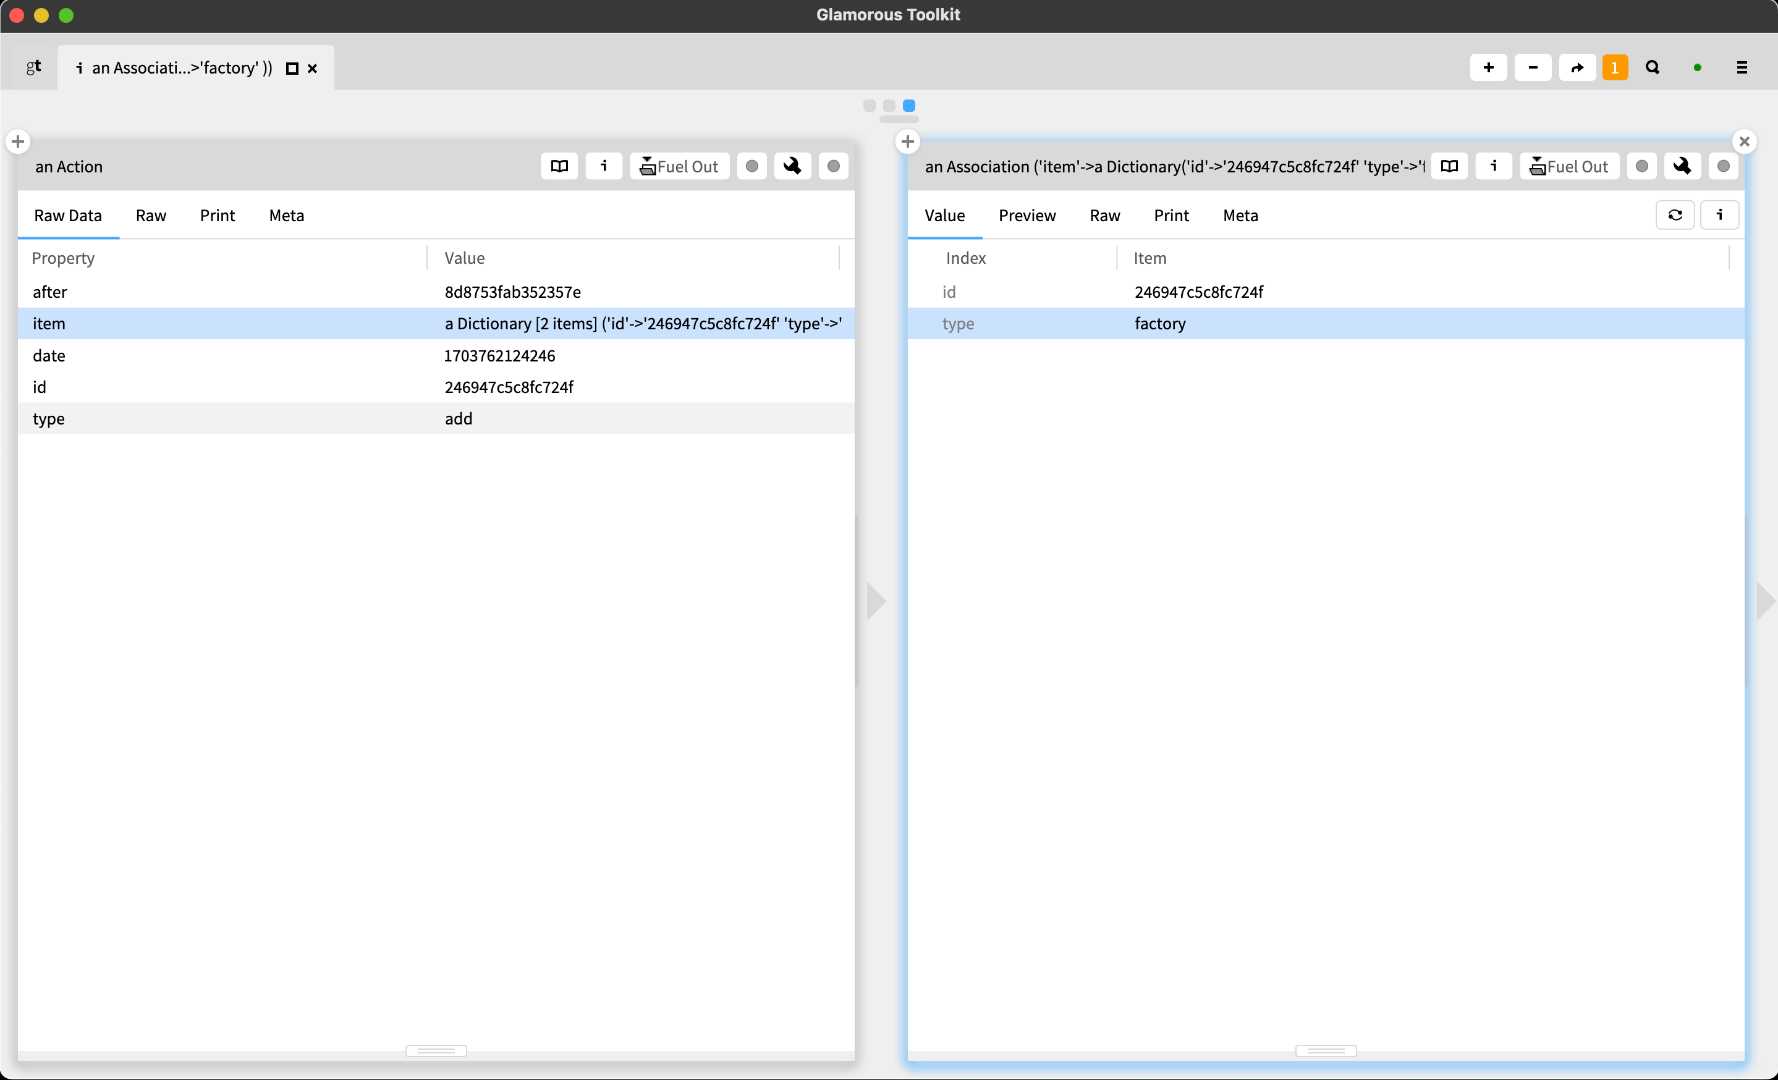 Glamorous Toolkit
gt
i an Associati...>'factory' ))
1
an Action
i
Fuel Out
Raw Data Raw Print Meta
Property Value
after 8d8753fab352357e
item a Dictionary [2 items] ('id'->'246947c5c8fc724f' 'type'->'
date 1703762124246
id 246947c5c8fc724f
type add
an Association ('item'->a Dictionary('id'->'246947c5c8fc724f' 'type'->'f
i
Fuel Out
Value Preview Raw Print Meta
i
Index Item
id 246947c5c8fc724f
type factory